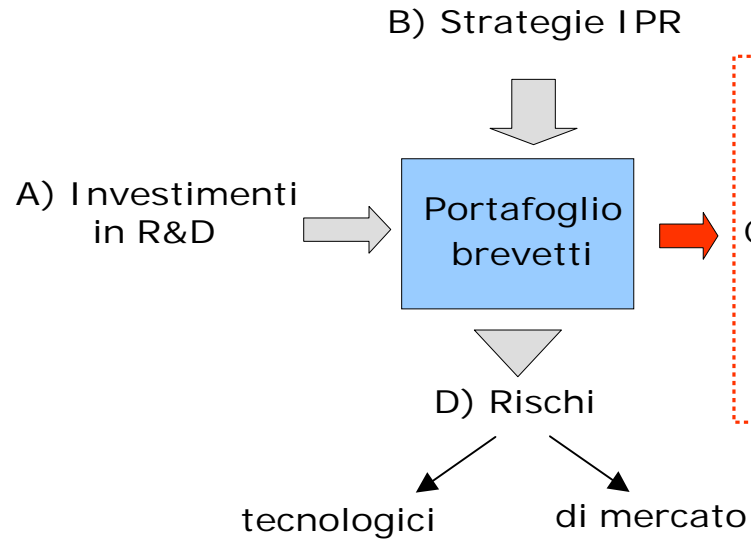 B) Strategie IPR
A) Investimenti
in R&D
Portafoglio
brevetti
D) Rischi
tecnologici
di mercato